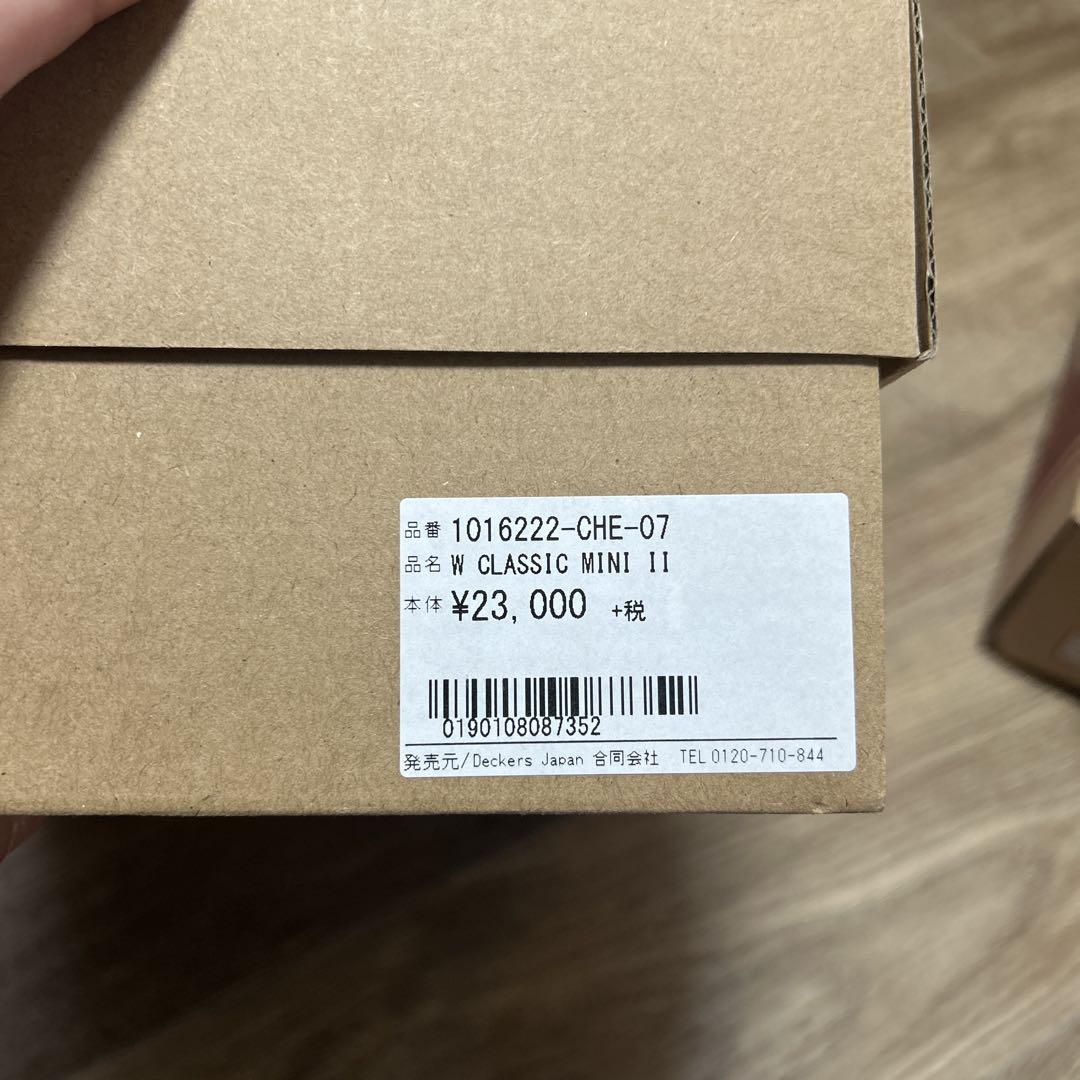 品番 1016222-CHE-07
品名 W CLASSIC MINI II
本体 ¥23,000 +税
0190108087352
発売元/Deckers Japan 合同会社 TEL 0120-710-844